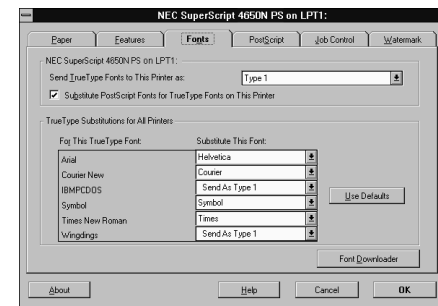 NEC SuperScript 4650N PS on LPT1:
Paper Features Fonts PostScript Job Control Watermark
NEC SuperScript 4650N PS on LPT1:
Send TrueType Fonts to This Printer as: Type 1
Substitute PostScript Fonts for TrueType Fonts on This Printer
TrueType Substitutions for All Printers
For This TrueType Font: Substitute This Font:
Arial Helvetica
Courier New Courier
IBMPCDOS Send As Type 1
Symbol Symbol
Times New Roman Times
Wingdings Send As Type 1
Use Defaults
Font Downloader
About Help Cancel OK